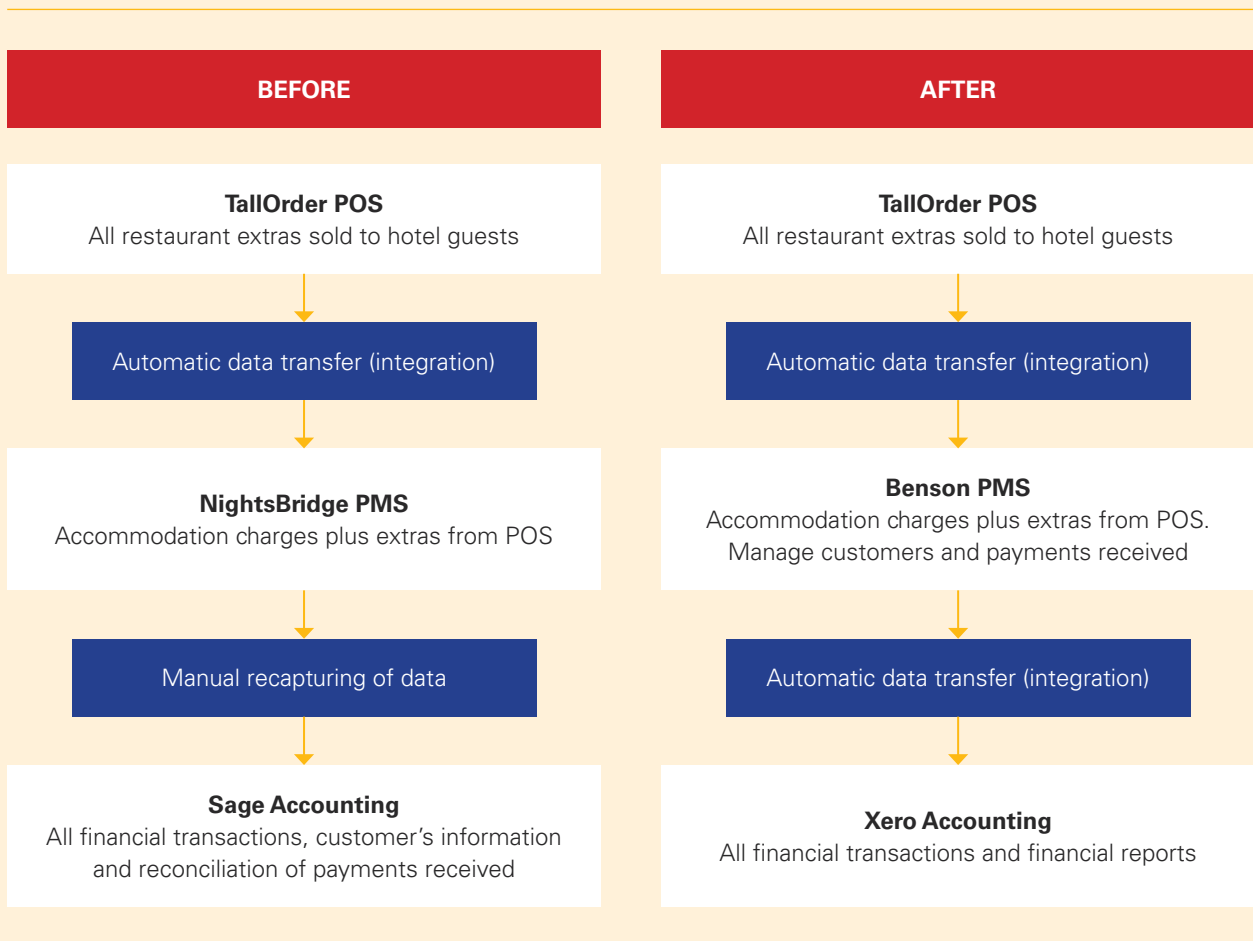 BEFORE
TallOrder POS
All restaurant extras sold to hotel guests
Automatic data transfer (integration)
NightsBridge PMS
Accommodation charges plus extras from POS
Manual recapturing of data
Sage Accounting
All financial transactions, customer’s information
and reconciliation of payments received
AFTER
TallOrder POS
All restaurant extras sold to hotel guests
Automatic data transfer (integration)
Benson PMS
Accommodation charges plus extras from POS.
Manage customers and payments received
Automatic data transfer (integration)
Xero Accounting
All financial transactions and financial reports